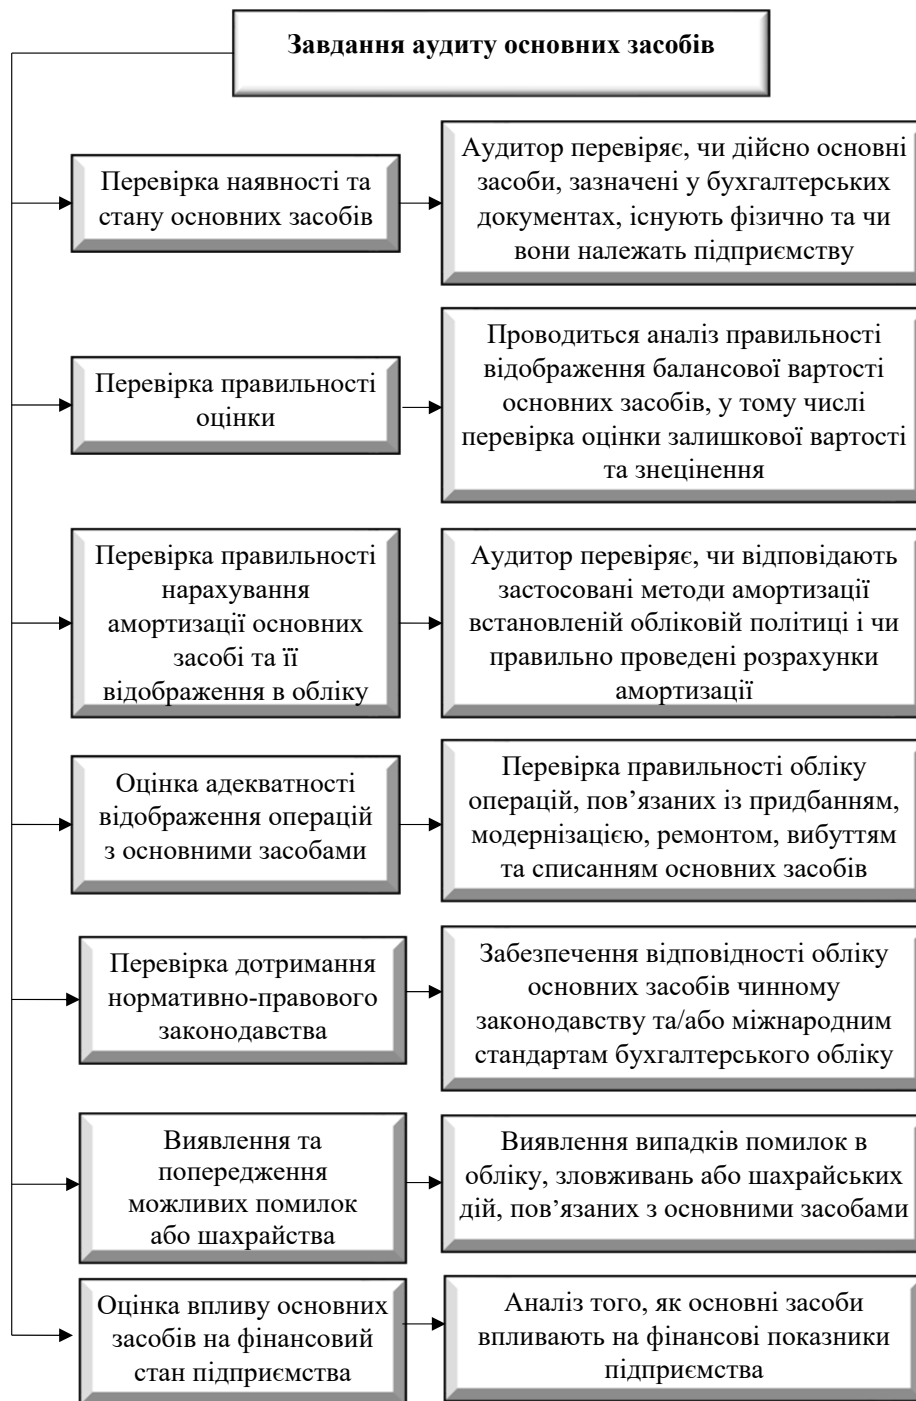 Завдання аудиту основних засобів
Перевірка наявності та
стану основних засобів
Аудитор перевіряє, чи дійсно основні
засоби, зазначені у бухгалтерських
документах, існують фізично та чи
вони належать підприємству
Перевірка правильності
оцінки
Проводиться аналіз правильності
відображення балансової вартості
основних засобів, у тому числі
перевірка оцінки залишкової вартості
та знецінення
Перевірка правильності
нарахування
амортизації основних
засобі та її
відображення в обліку
Аудитор перевіряє, чи відповідають
застосовані методи амортизації
встановленій обліковій політиці і чи
правильно проведені розрахунки
амортизації
Оцінка адекватності
відображення операцій
з основними засобами
Перевірка правильності обліку
операцій, пов’язаних із придбанням,
модернізацією, ремонтом, вибуттям
та списанням основних засобів
Перевірка дотримання
нормативно-правового
законодавства
Забезпечення відповідності обліку
основних засобів чинному
законодавству та/або міжнародним
стандартам бухгалтерського обліку
Виявлення та
попередження
можливих помилок
або шахрайства
Виявлення випадків помилок в
обліку, зловживань або шахрайських
дій, пов’язаних з основними засобами
Оцінка впливу основних
засобів на фінансовий
стан підприємства
Аналіз того, як основні засоби
впливають на фінансові показники
підприємства